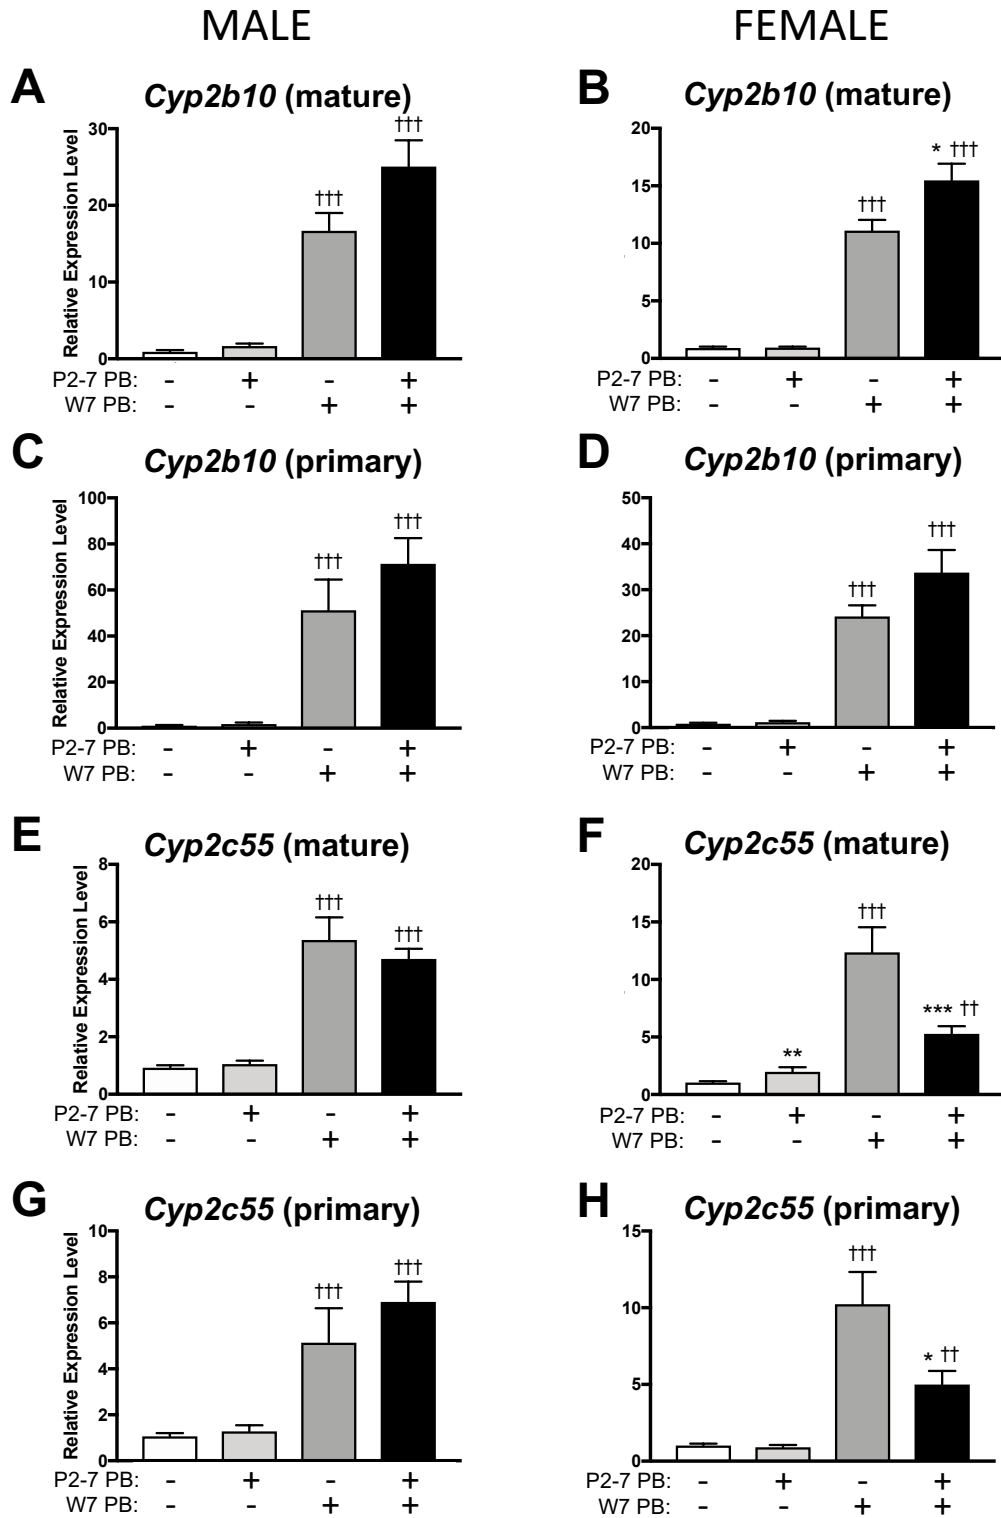 MALE FEMALE
A Cyp2b10 (mature)
Relative Expression Level
30
20
10
0
†††
†††
P2-7 PB: - + - +
W7 PB: - - + +
B Cyp2b10 (mature)
20
15
10
5
0
†††
* †††
P2-7 PB: - + - +
W7 PB: - - + +
C Cyp2b10 (primary)
Relative Expression Level
100
80
60
40
20
0
†††
†††
P2-7 PB: - + - +
W7 PB: - - + +
D Cyp2b10 (primary)
50
40
30
20
10
0
†††
†††
P2-7 PB: - + - +
W7 PB: - - + +
E Cyp2c55 (mature)
Relative Expression Level
8
6
4
2
0
†††
†††
P2-7 PB: - + - +
W7 PB: - - + +
F Cyp2c55 (mature)
20
15
10
5
0
**
†††
*** ††
P2-7 PB: - + - +
W7 PB: - - + +
G Cyp2c55 (primary)
Relative Expression Level
10
8
6
4
2
0
†††
†††
P2-7 PB: - + - +
W7 PB: - - + +
H Cyp2c55 (primary)
15
10
5
0
†††
* ††
P2-7 PB: - + - +
W7 PB: - - + +